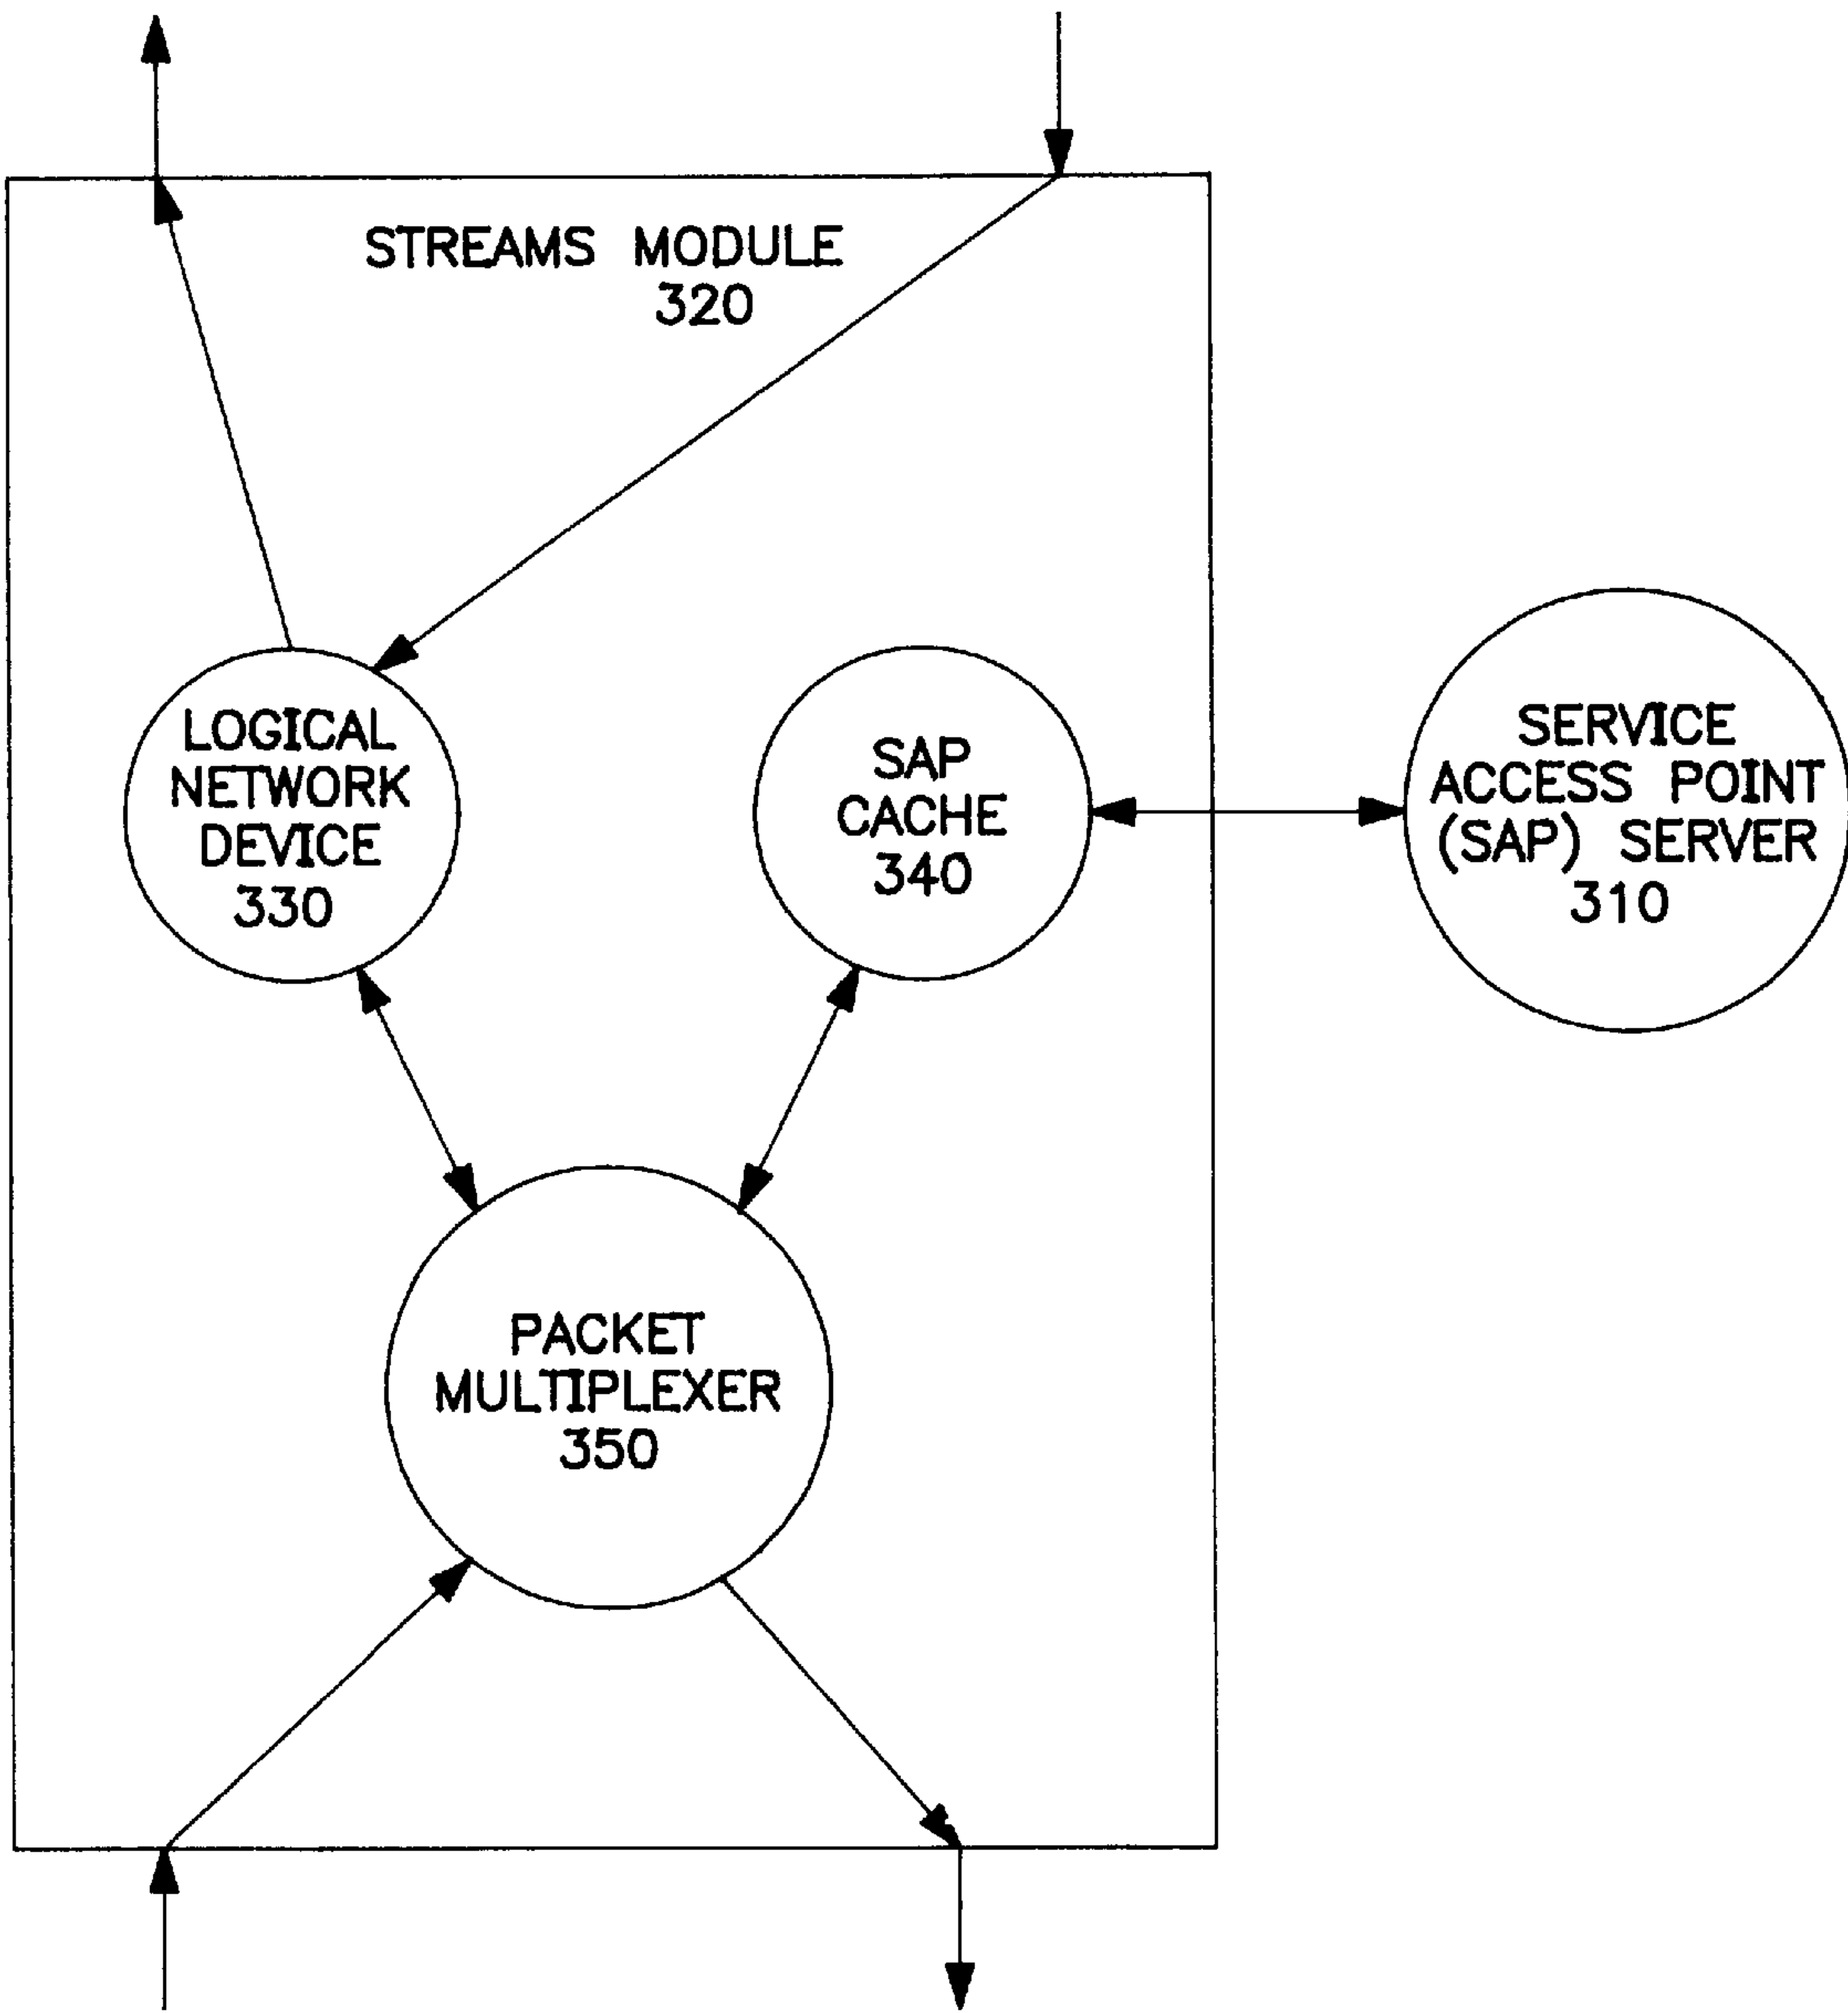 STREAMS MODULE
320
LOGICAL
NETWORK
DEVICE
330
SAP
CACHE
340
SERVICE
ACCESS POINT
(SAP) SERVER
310
PACKET
MULTIPLEXER
350